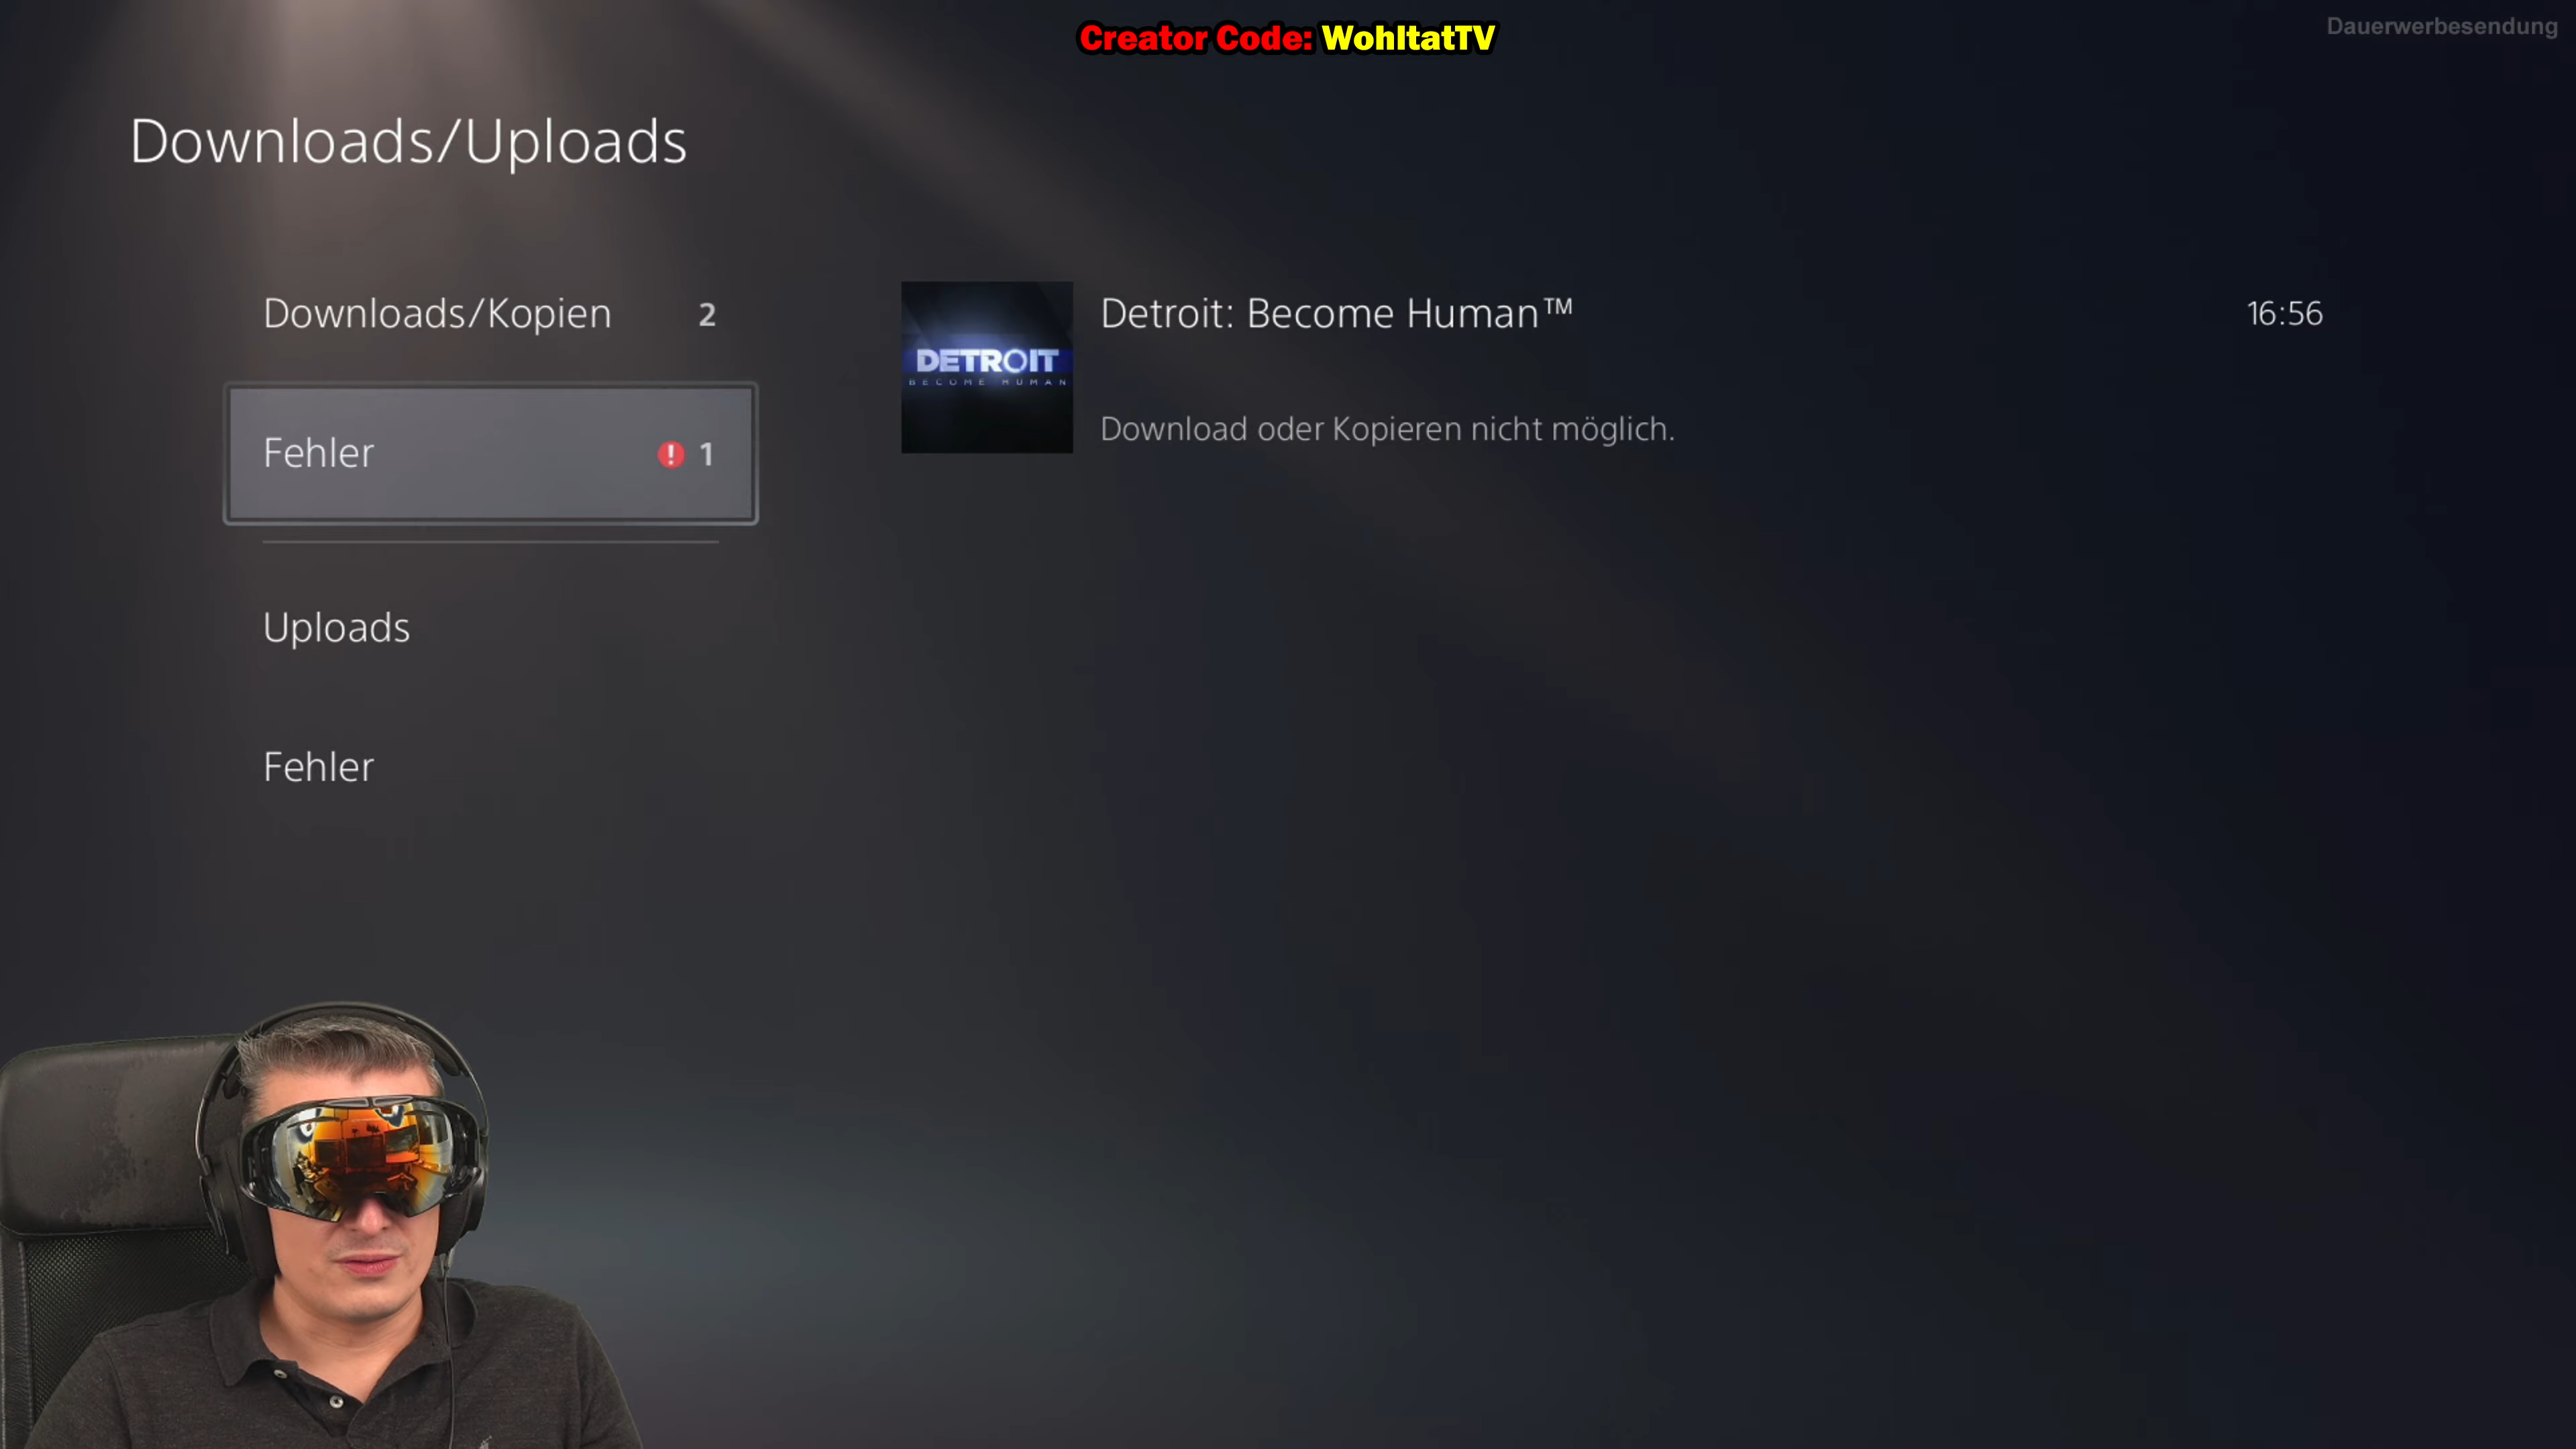 Creator Code: WohltatTV
Dauerwerbesendung
Downloads/Uploads
Downloads/Kopien 2
Fehler ! 1
Uploads
Fehler
DETROIT
BECOME HUMAN
Detroit: Become Human™
16:56
Download oder Kopieren nicht möglich.